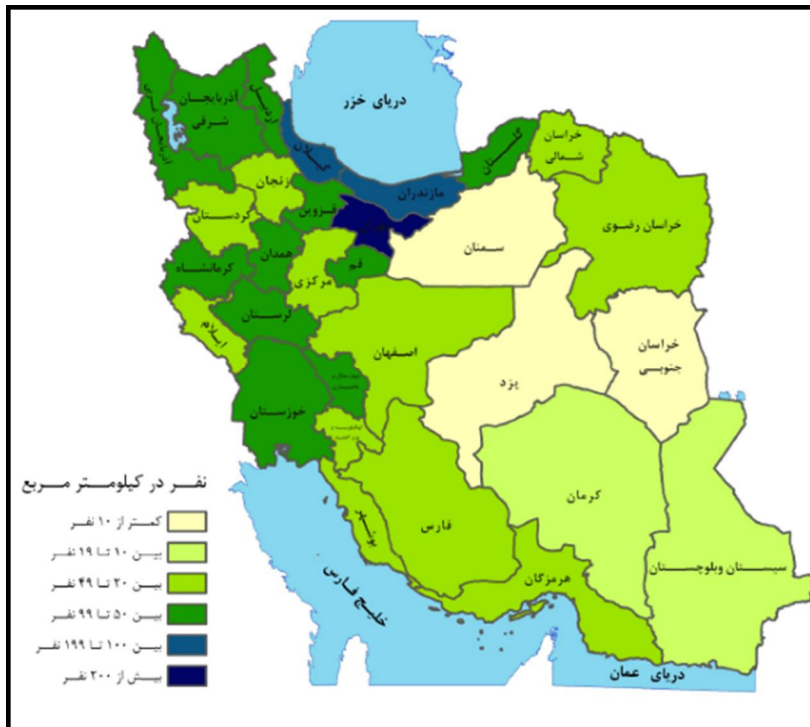 دریای خزر
آذربایجان
شرقی
آذربایجان غربی
اردبیل
گیلان
مازندران
گلستان
خراسان
شمالی
خراسان رضوی
زنجان
قزوین
کردستان
همدان
کرمانشاه
مرکزی
قم
سمنان
لرستان
ایلام
اصفهان
یزد
خراسان
جنوبی
خوزستان
فارس
بوشهر
کرمان
هرمزگان
سیستان وبلوچستان
خلیج فارس
دریای عمان
نفر در کیلومتر مربع
کمتر از ۱۰ نفر
بین ۱۰ تا ۱۹ نفر
بین ۲۰ تا ۴۹ نفر
بین ۵۰ تا ۹۹ نفر
بین ۱۰۰ تا ۱۹۹ نفر
بیش از ۲۰۰ نفر